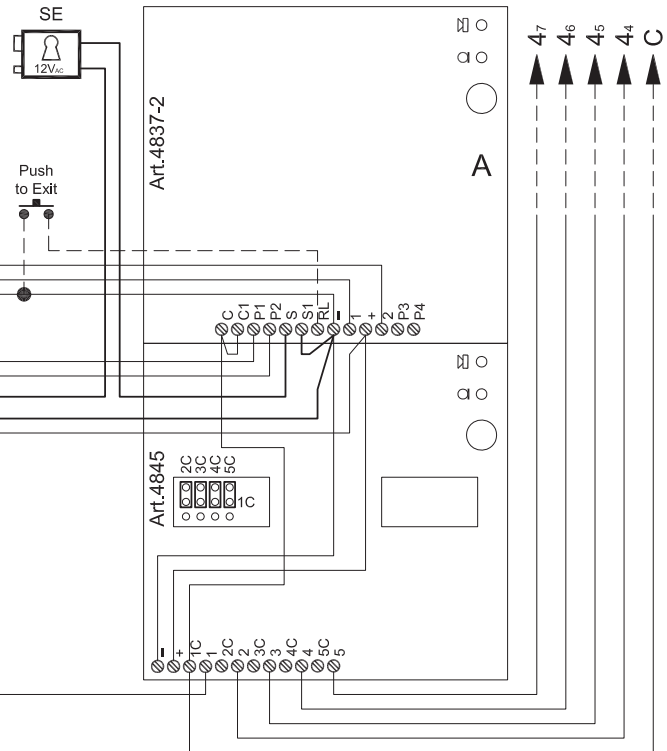 SE
12VAC
Push
to Exit
Art.4837-2
A
47
46
45
44
C
C
C1
P1
P2
S
S1
RL
-
1
+
2
P3
P4
Art.4845
2C
3C
4C
5C
1C
-
+
1C
1
2C
2
3C
3
4C
4
5C
5